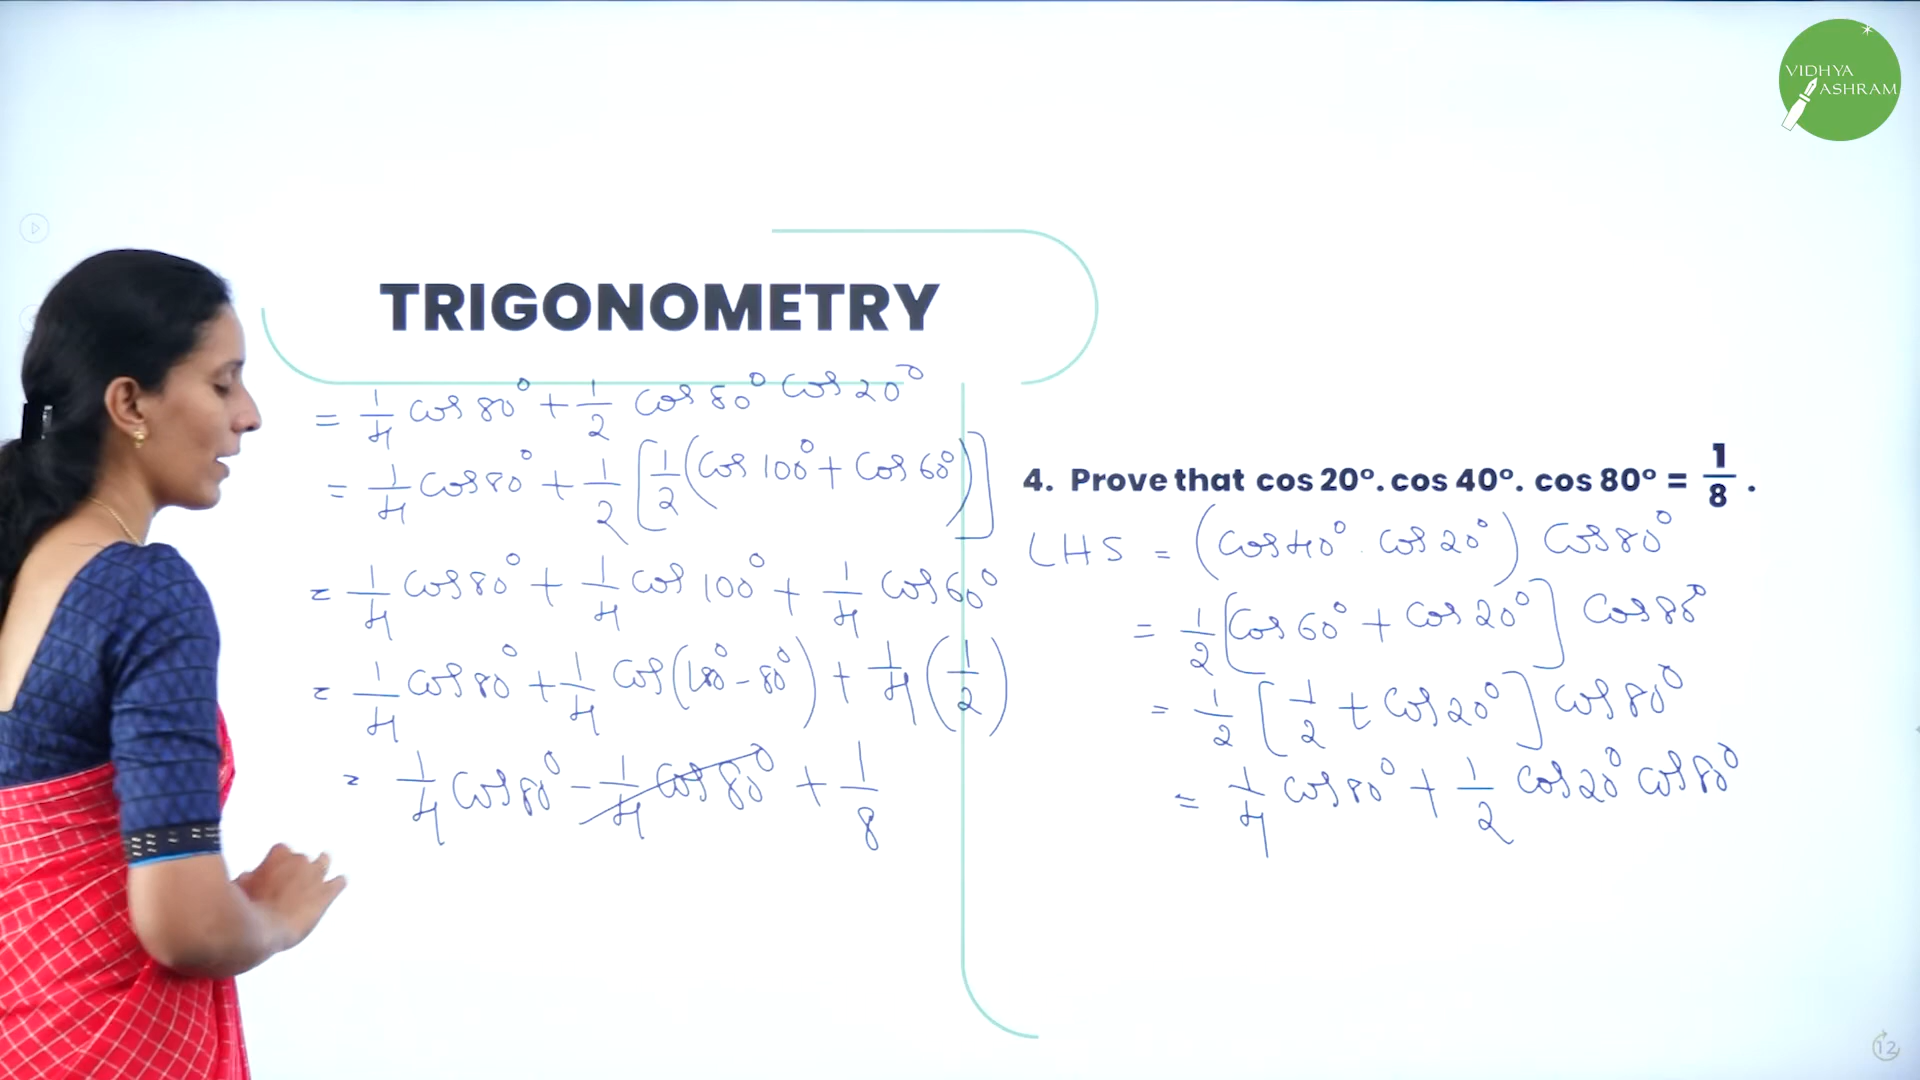 VIDHYA
ASHRAM
TRIGONOMETRY
4. Prove that cos 20°. cos 40°. cos 80° = 1/8 .
LHS = (cos 40° . cos 20°) cos 80°
= 1/2 [cos 60° + cos 20°] cos 80°
= 1/2 [1/2 + cos 20°] cos 80°
= 1/4 cos 80° + 1/2 cos 20° cos 80°
= 1/4 cos 80° + 1/2 cos 80° cos 20°
= 1/4 cos 80° + 1/2 [1/2 (cos 100° + cos 60°)]
= 1/4 cos 80° + 1/4 cos 100° + 1/4 cos 60°
= 1/4 cos 80° + 1/4 cos (180° - 80°) + 1/4 (1/2)
= 1/4 cos 80° - 1/4 cos 80° + 1/8
12